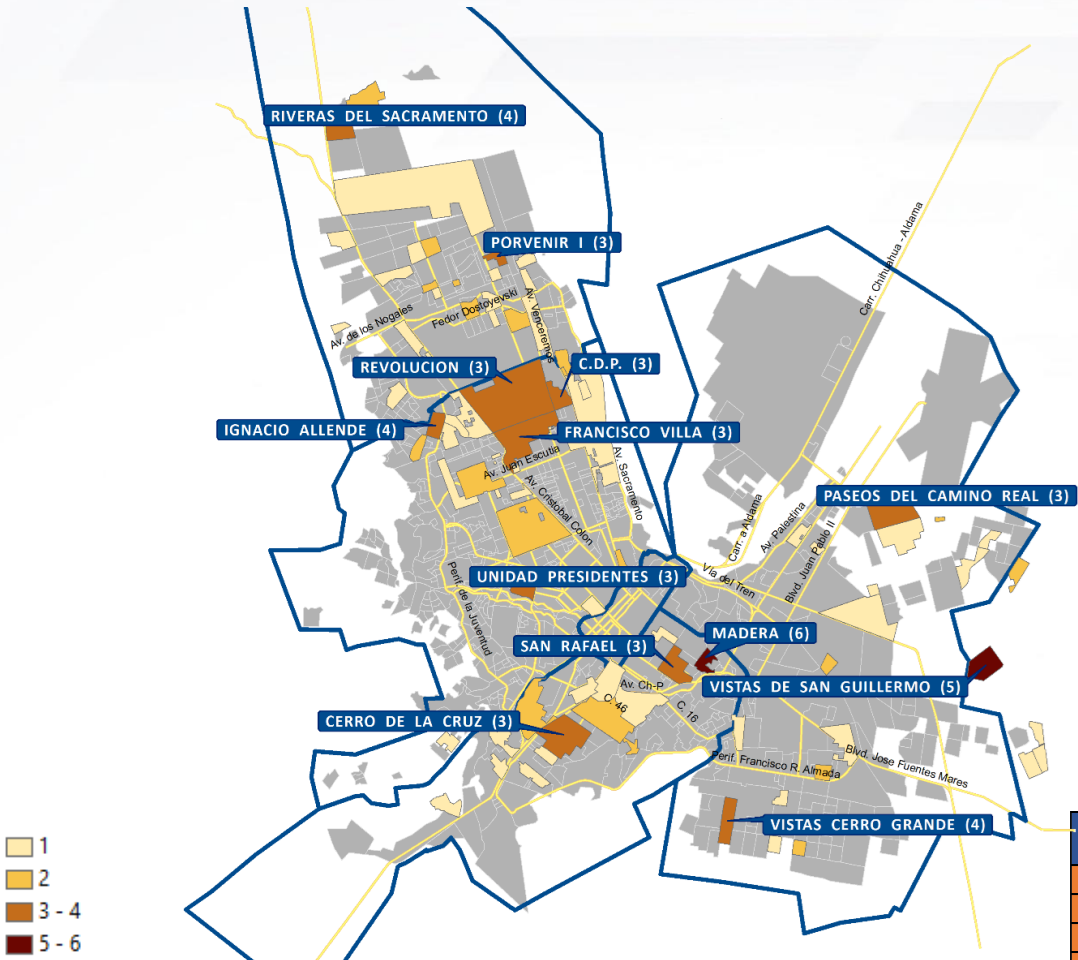 RIVERAS DEL SACRAMENTO (4)
PORVENIR I (3)
Carr. Chihuahua - Aldama
Av. de los Nogales
Fedor Dostoyevski
Av. Venceremos
REVOLUCION (3)
C.D.P. (3)
IGNACIO ALLENDE (4)
FRANCISCO VILLA (3)
Av. Juan Escutia
Av. Sacramento
Av. Cristobal Colon
PASEOS DEL CAMINO REAL (3)
Carr. a Aldama
Av. Palestina
Blvd. Juan Pablo II
Vía del Tren
UNIDAD PRESIDENTES (3)
Perif. de la Juventud
MADERA (6)
SAN RAFAEL (3)
Av. Ch-P
VISTAS DE SAN GUILLERMO (5)
C. 46
C. 16
CERRO DE LA CRUZ (3)
Perif. Francisco R. Almada
Blvd. Jose Fuentes Mares
VISTAS CERRO GRANDE (4)
1
2
3 - 4
5 - 6